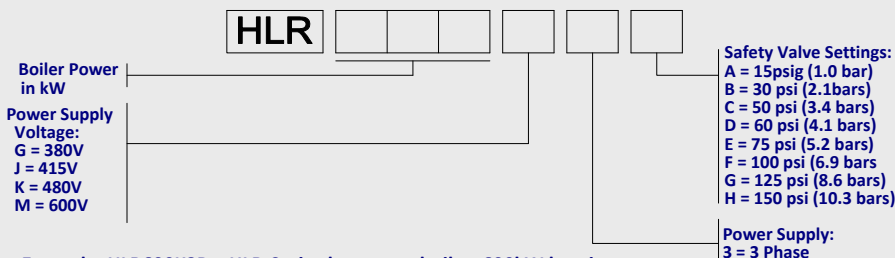 HLR
Boiler Power
in kW
Power Supply
Voltage:
G = 380V
J = 415V
K = 480V
M = 600V
Safety Valve Settings:
A = 15psig (1.0 bar)
B = 30 psi (2.1bars)
C = 50 psi (3.4 bars)
D = 60 psi (4.1 bars)
E = 75 psi (5.2 bars)
F = 100 psi (6.9 bars
G = 125 psi (8.6 bars)
H = 150 psi (10.3 bars)
Power Supply:
3 = 3 Phase